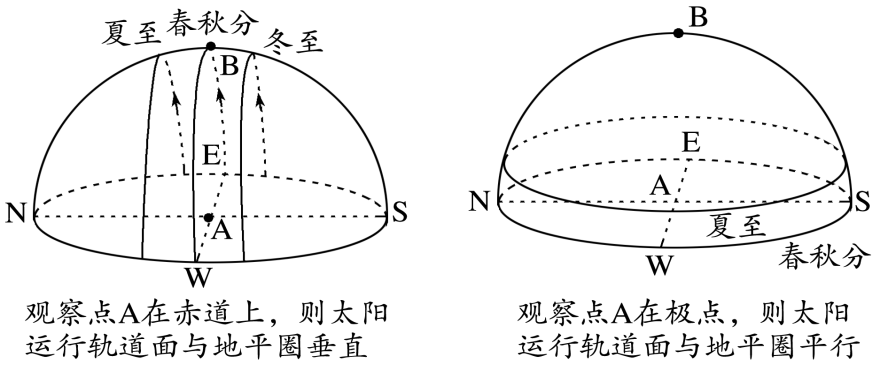 夏至 春秋分 冬至
B
E
N A S
W
观察点A在赤道上，则太阳
运行轨道面与地平圈垂直
B
E
N A S
夏至
W 春秋分
观察点A在极点，则太阳
运行轨道面与地平圈平行